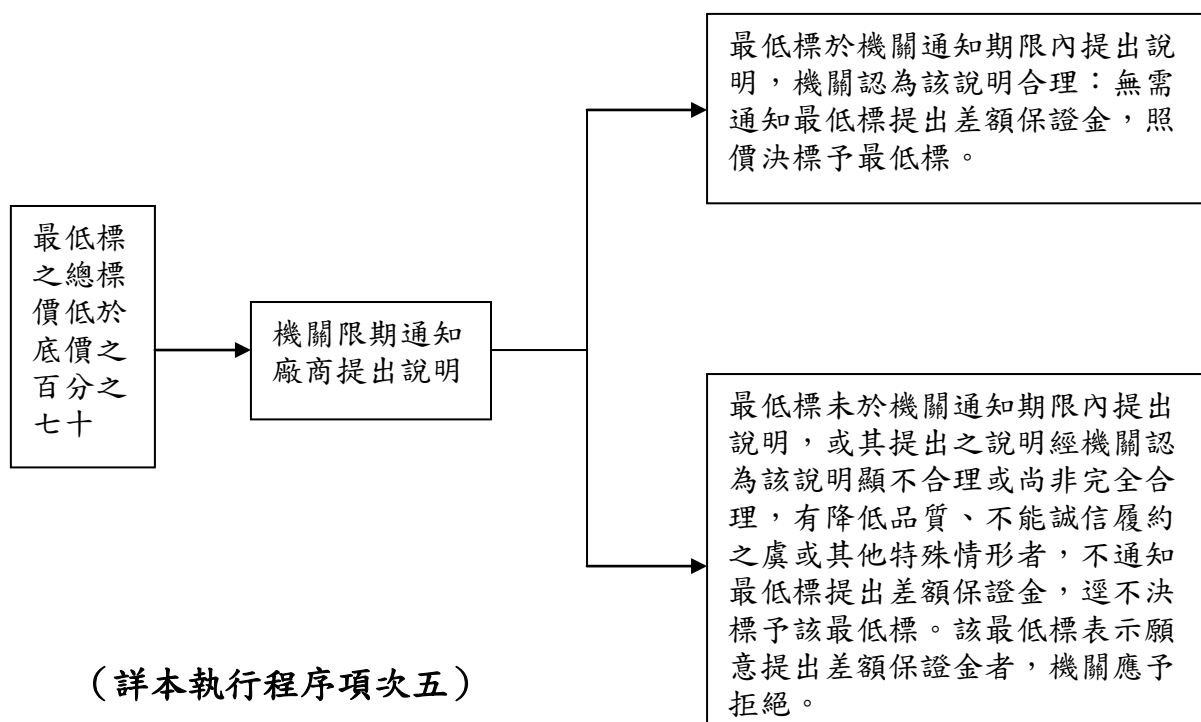 最低標
之總標
價低於
底價之
百分之
七十
機關限期通知
廠商提出說明
最低標於機關通知期限內提出說
明，機關認為該說明合理：無需
通知最低標提出差額保證金，照
價決標予最低標。
最低標未於機關通知期限內提出
說明，或其提出之說明經機關認
為該說明顯不合理或尚非完全合
理，有降低品質、不能誠信履約
之虞或其他特殊情形者，不通知
最低標提出差額保證金，逕不決
標予該最低標。該最低標表示願
意提出差額保證金者，機關應予
拒絕。
（詳本執行程序項次五）